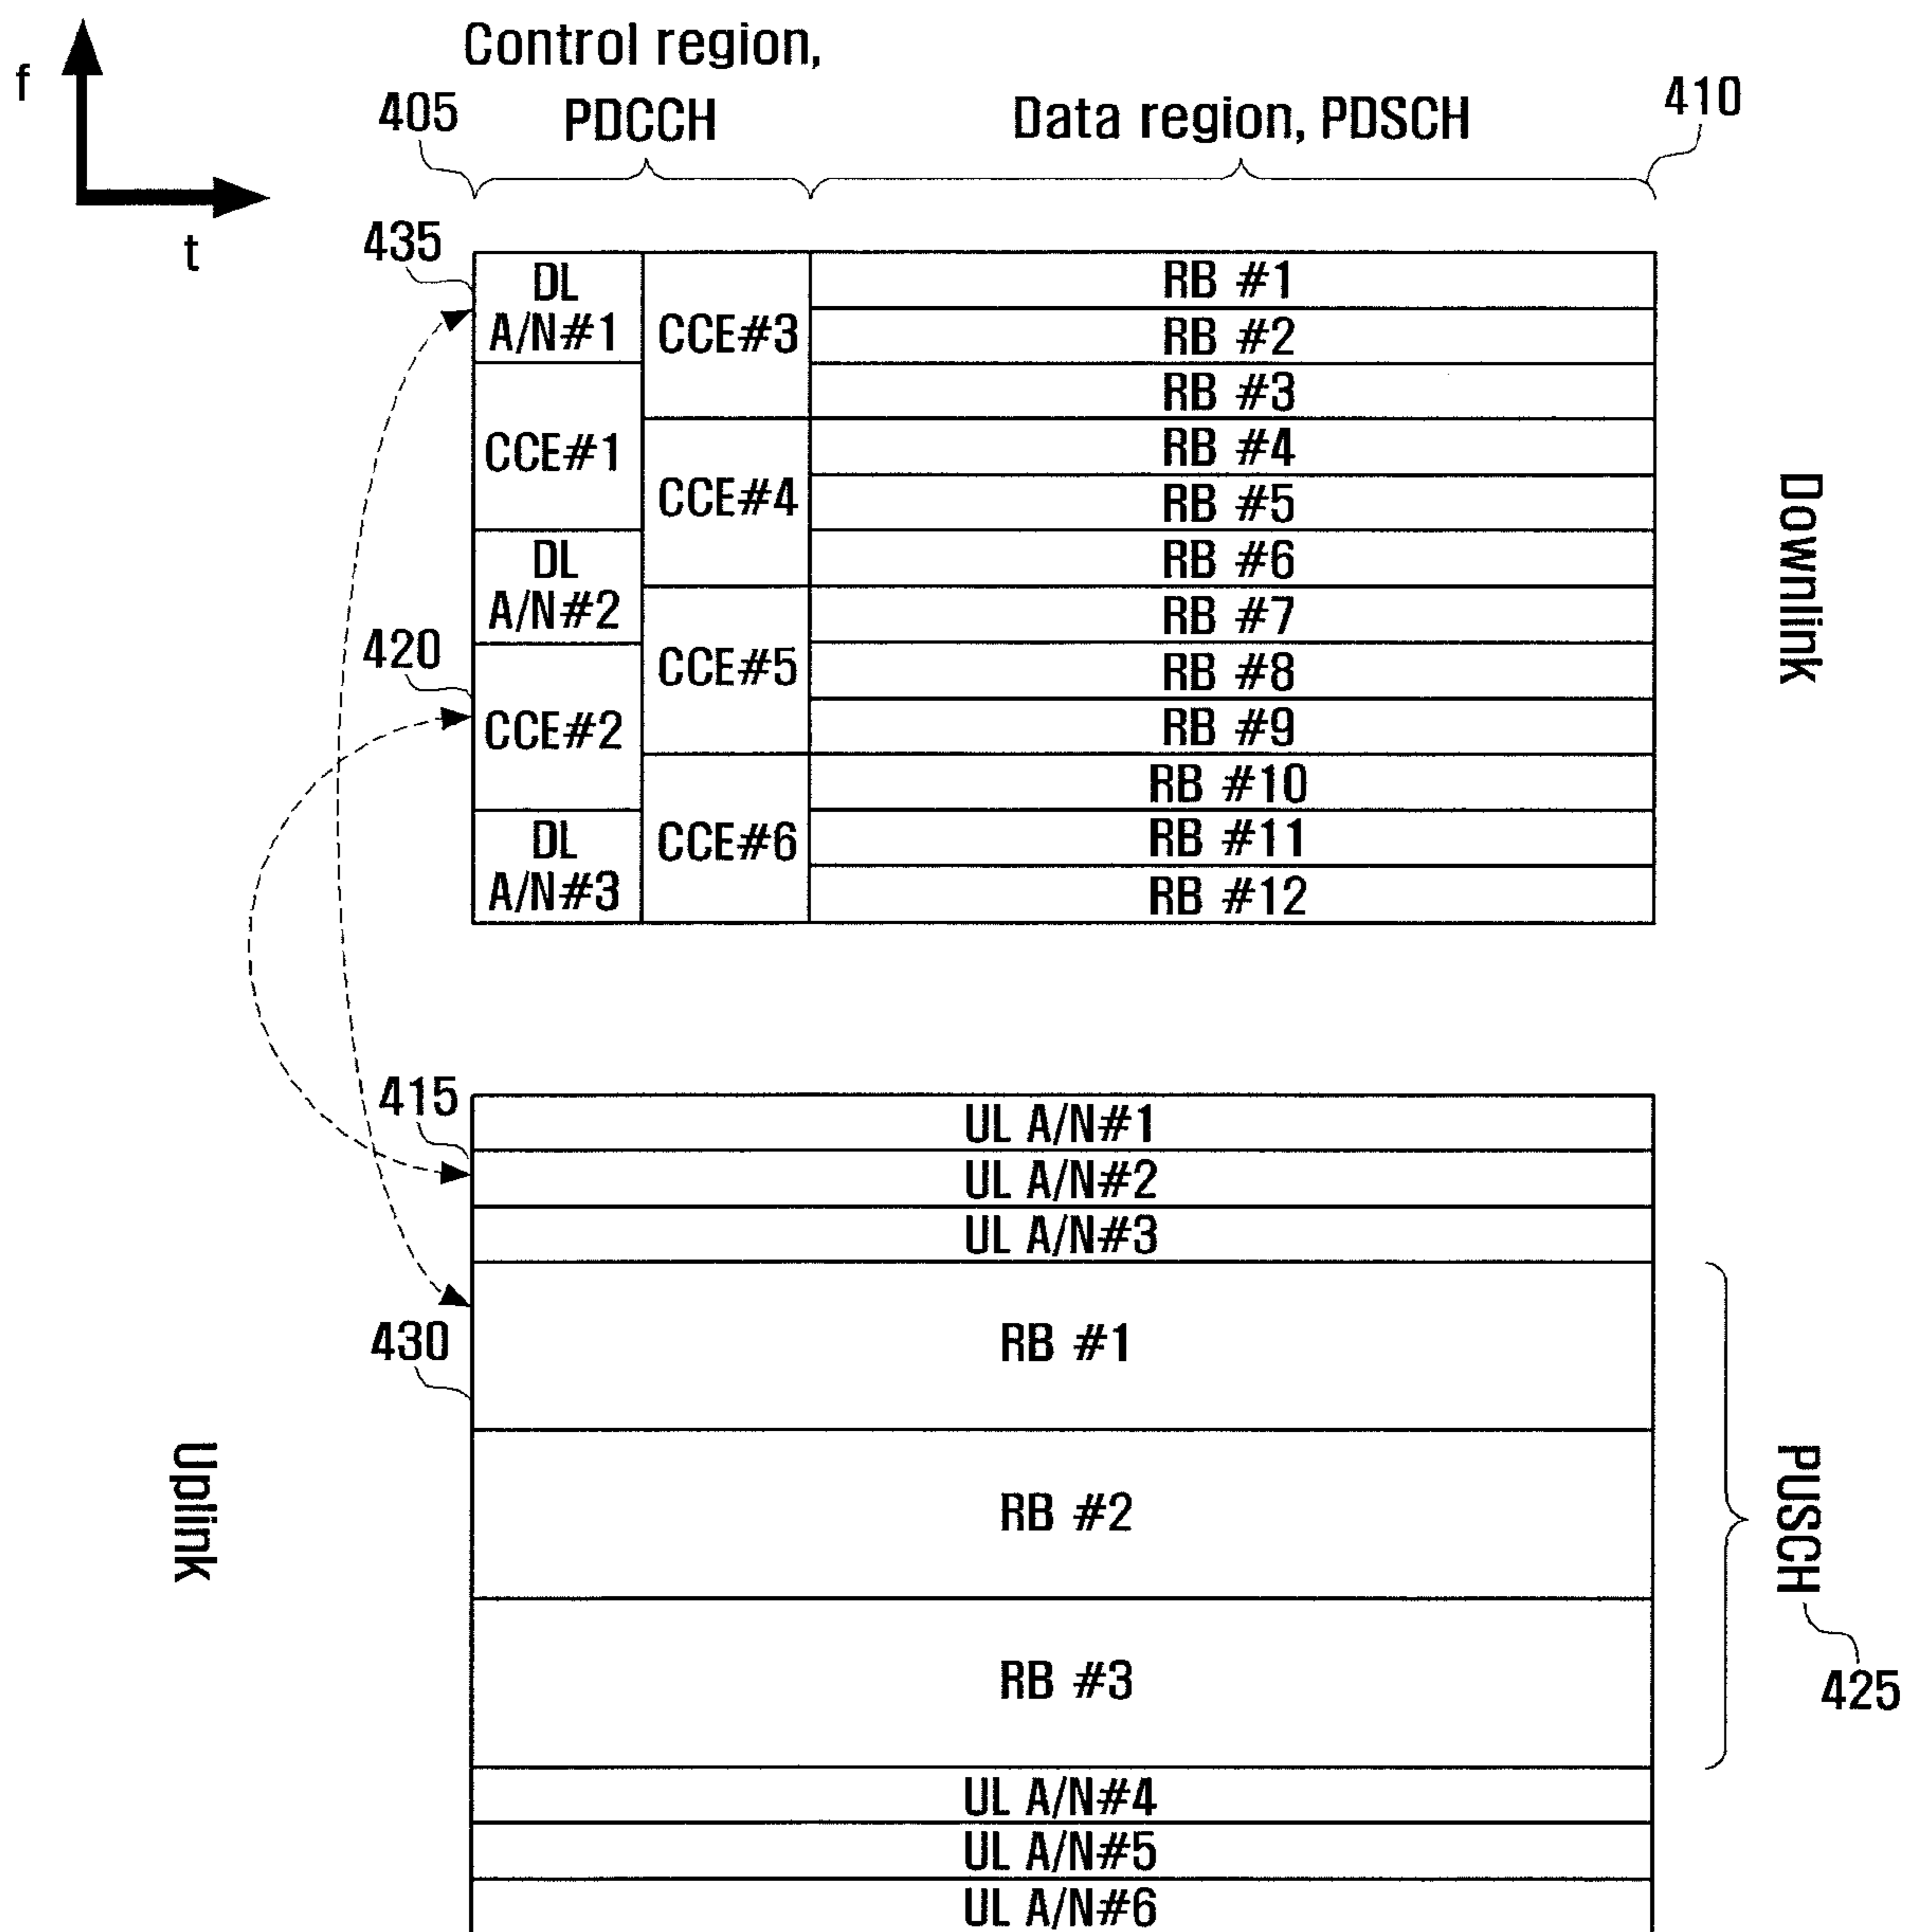 f
t
Control region,
PDCCH
Data region, PDSCH
405
410
435
420
DL
A/N#1
CCE#1
DL
A/N#2
CCE#2
DL
A/N#3
CCE#3
CCE#4
CCE#5
CCE#6
RB #1
RB #2
RB #3
RB #4
RB #5
RB #6
RB #7
RB #8
RB #9
RB #10
RB #11
RB #12
Downlink
415
430
UL A/N#1
UL A/N#2
UL A/N#3
RB #1
RB #2
RB #3
UL A/N#4
UL A/N#5
UL A/N#6
Uplink
PUSCH
425